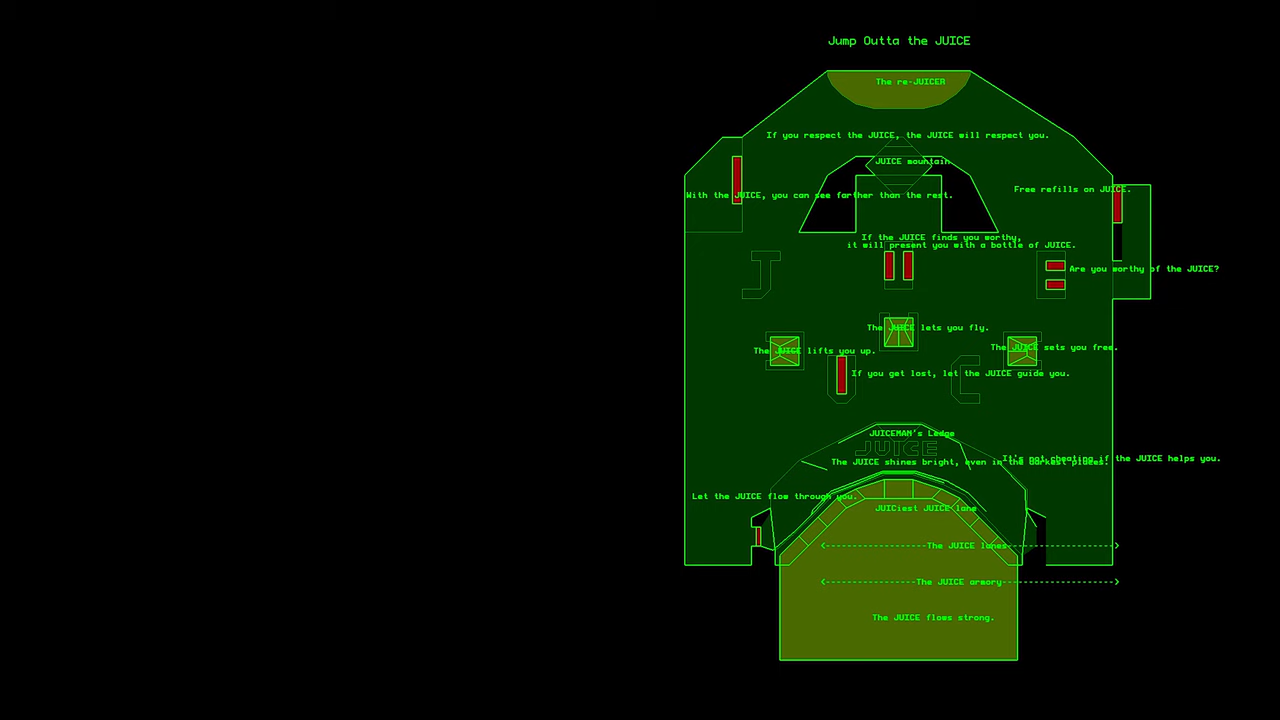 Jump Outta the JUICE
The re-JUICER
If you respect the JUICE, the JUICE will respect you.
JUICE mountain
Free refills on JUICE.
With the JUICE, you can see farther than the rest.
If the JUICE finds you worthy,
it will present you with a bottle of JUICE.
Are you worthy of the JUICE?
J
The JUICE lets you fly.
The JUICE sets you free.
The JUICE lifts you up.
If you get lost, let the JUICE guide you.
C
JUICEMAN's Ledge
JUICE
It's not cheating if the JUICE helps you.
The JUICE shines bright, even in the darkest places.
Let the JUICE flow through you.
JUICiest JUICE lane
<-----------------The JUICE lanes------------------>
<---------------The JUICE armory------------------->
The JUICE flows strong.